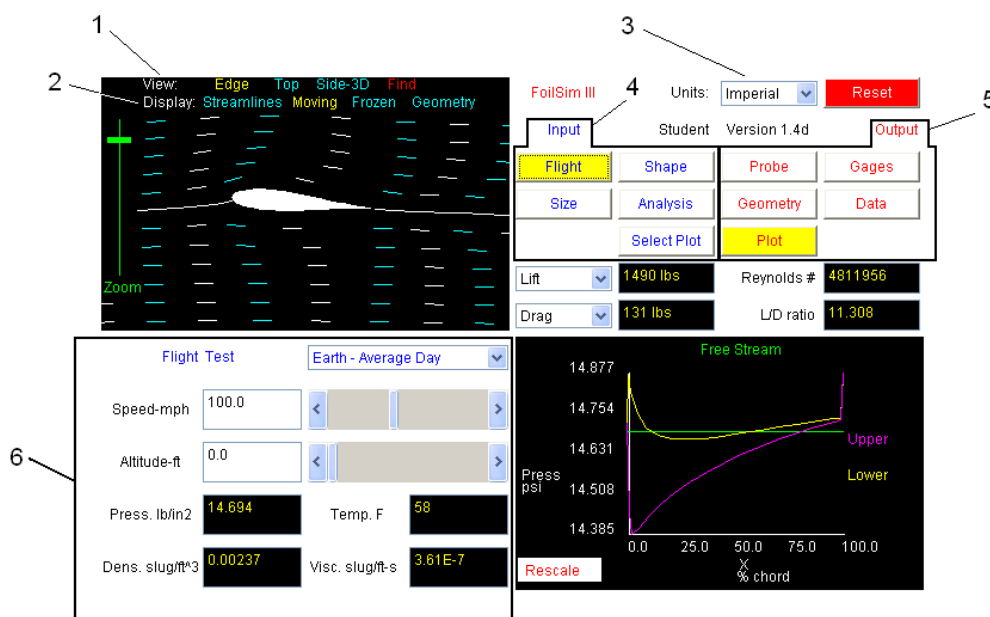 1
2
3
4
5
6
View: Edge Top Side-3D Find
Display: Streamlines Moving Frozen Geometry
Zoom
FoilSim III Units: Imperial Reset
Input Student Version 1.4d Output
Flight Shape Probe Gages
Size Analysis Geometry Data
Select Plot Plot
Lift 1490 lbs Reynolds # 4811956
Drag 131 lbs L/D ratio 11.308
Flight Test Earth - Average Day
Speed-mph 100.0
Altitude-ft 0.0
Press. lb/in2 14.694 Temp. F 58
Dens. slug/ft^3 0.00237 Visc. slug/ft-s 3.61E-7
Free Stream
14.877
14.754
14.631
14.508
14.385
Press
psi
Upper
Lower
0.0 25.0 50.0 75.0 100.0
X
% chord
Rescale